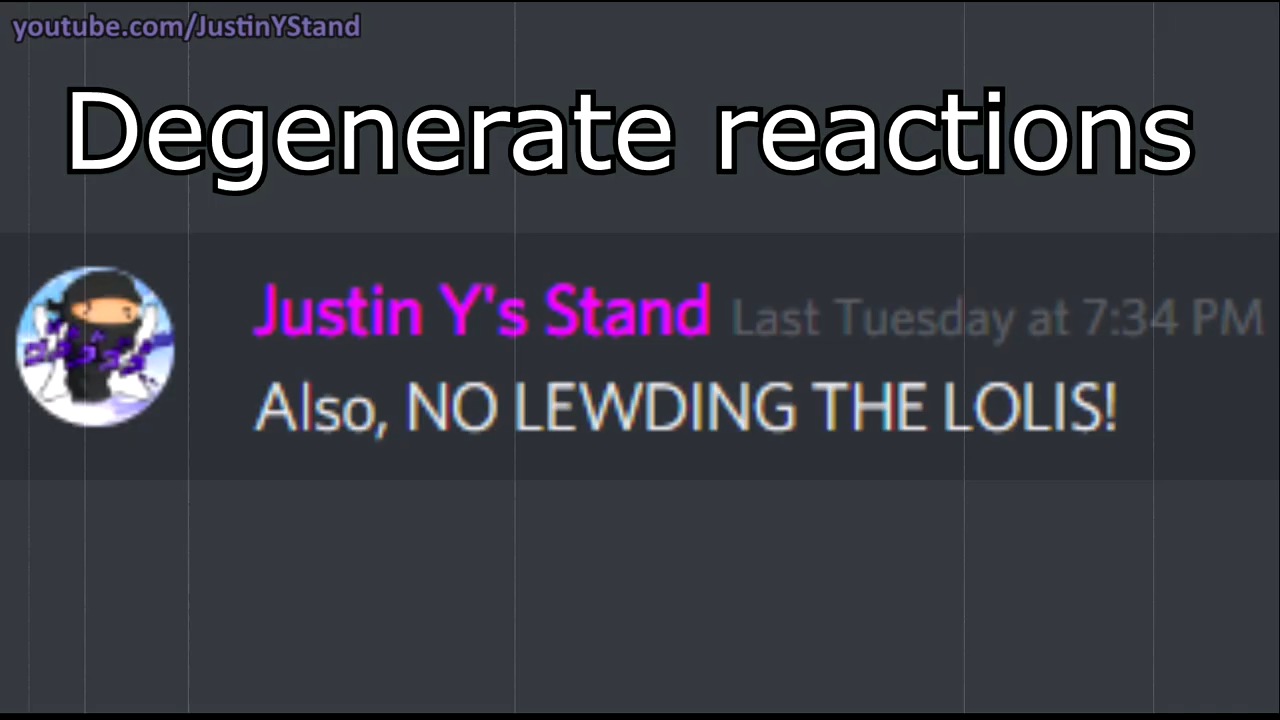 youtube.com/JustinYStand
Degenerate reactions
Justin Y's Stand Last Tuesday at 7:34 PM
Also, NO LEWDING THE LOLIS!